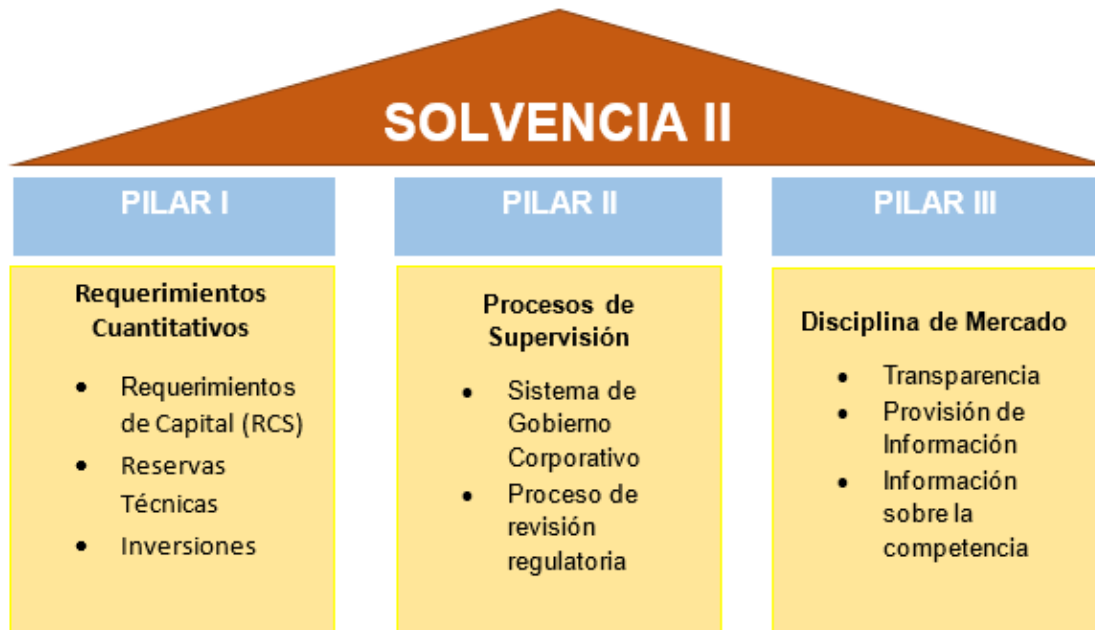 SOLVENCIA II
PILAR I
Requerimientos
Cuantitativos
• Requerimientos
de Capital (RCS)
• Reservas
Técnicas
• Inversiones
PILAR II
Procesos de
Supervisión
• Sistema de
Gobierno
Corporativo
• Proceso de
revisión
regulatoria
PILAR III
Disciplina de Mercado
• Transparencia
• Provisión de
Información
• Información
sobre la
competencia